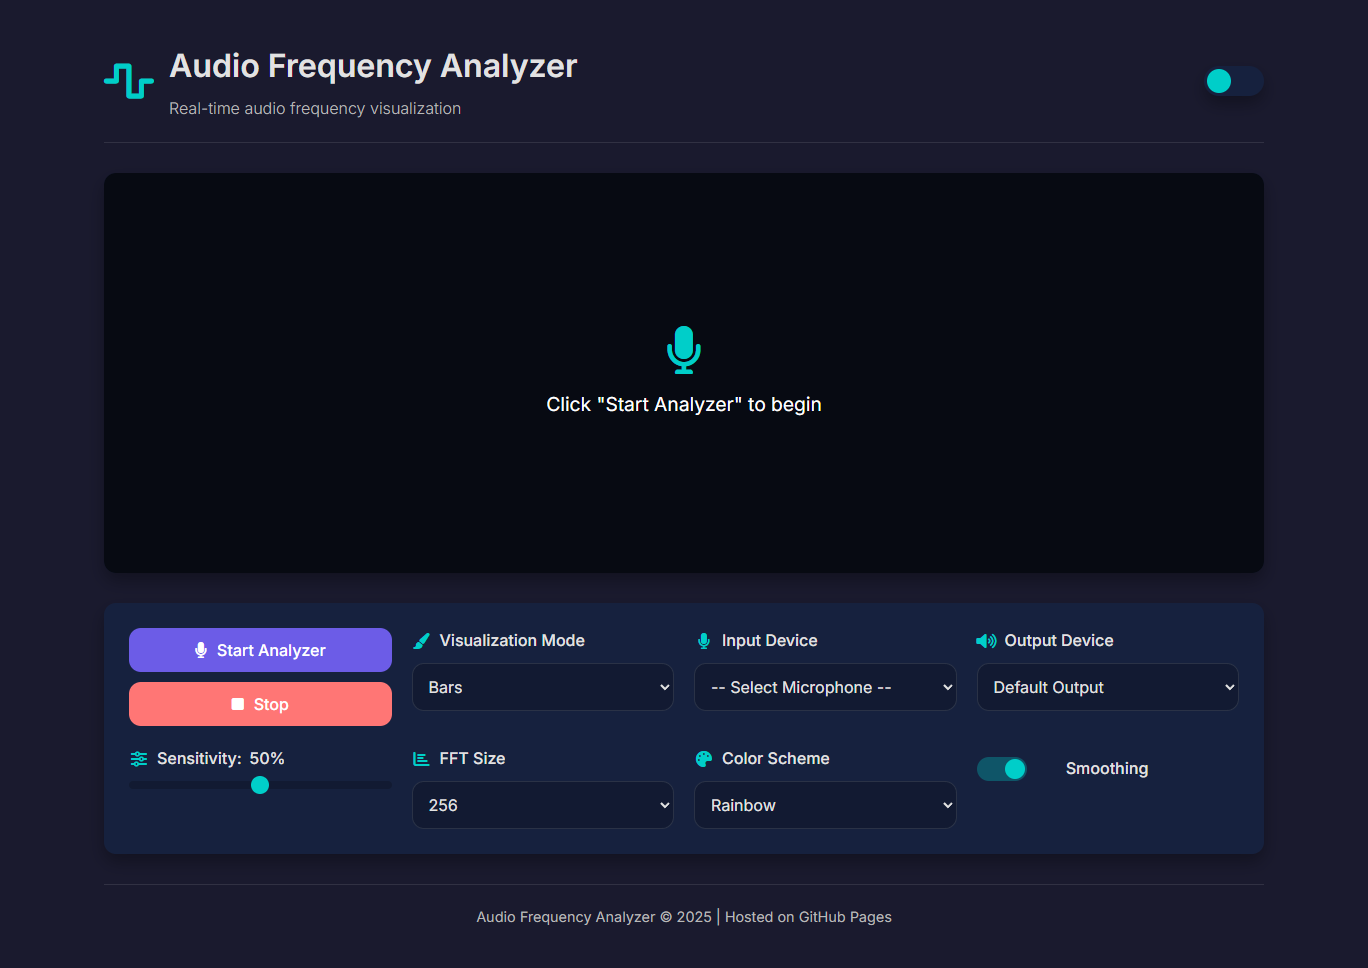 Audio Frequency Analyzer
Real-time audio frequency visualization
Click "Start Analyzer" to begin
Start Analyzer
Stop
Visualization Mode
Bars
Input Device
-- Select Microphone --
Output Device
Default Output
Sensitivity: 50%
FFT Size
256
Color Scheme
Rainbow
Smoothing
Audio Frequency Analyzer © 2025 | Hosted on GitHub Pages